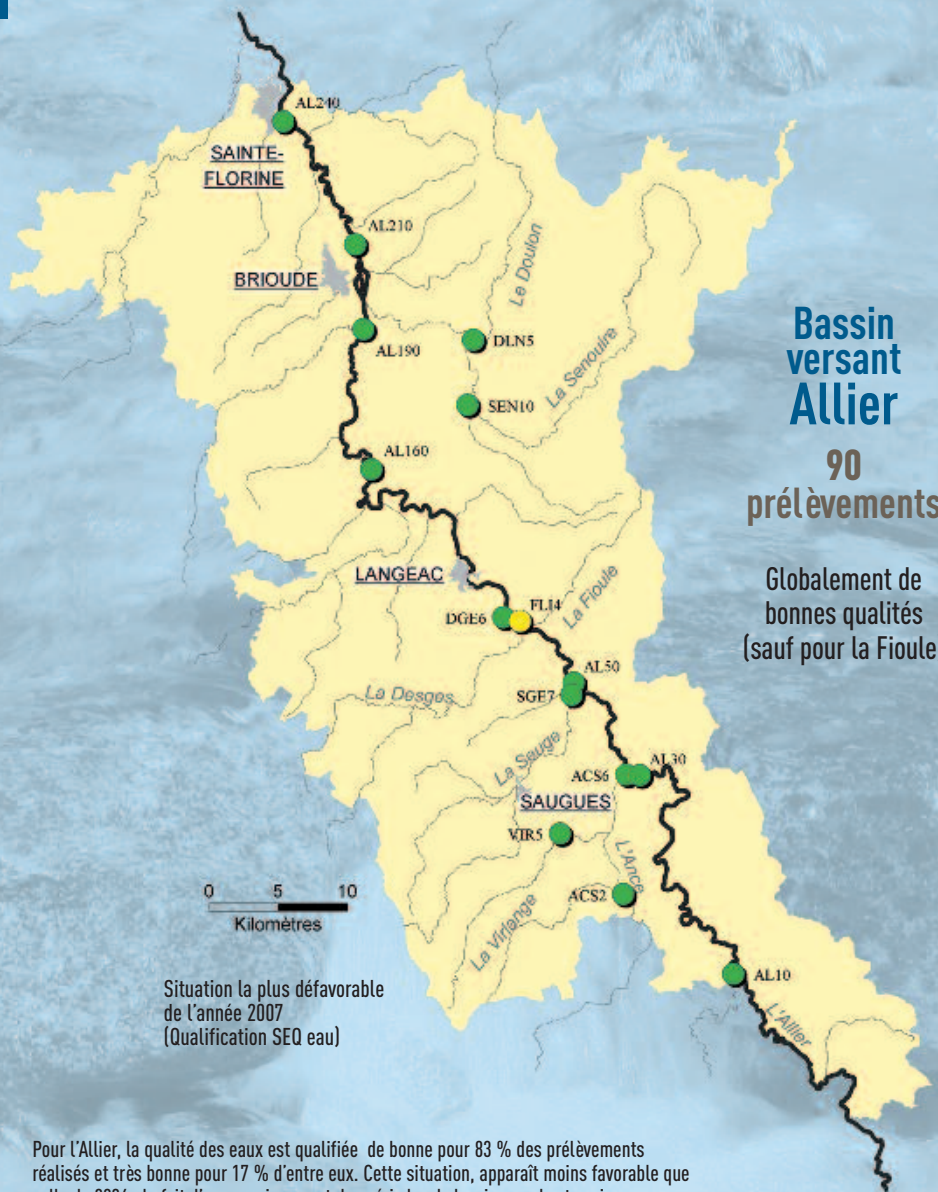 AL240
SAINTE-
FLORINE
AL210
BRIOUDE
Le Doulon
DLN5
AL190
La Senouire
SEN10
AL160
LANGEAC
La Fioule
FLI4
DGE6
AL50
La Desges
SGE7
La Seuge
AL30
ACS6
SAUGUES
VIR5
L'Ance
ACS2
La Virlange
AL10
L'Allier
0 5 10
Kilomètres
Situation la plus défavorable
de l'année 2007
(Qualification SEQ eau)
Bassin
versant
Allier
90
prélèvements
Globalement de
bonnes qualités
(sauf pour la Fioule
Pour l'Allier, la qualité des eaux est qualifiée de bonne pour 83 % des prélèvements
réalisés et très bonne pour 17 % d'entre eux. Cette situation, apparaît moins favorable que